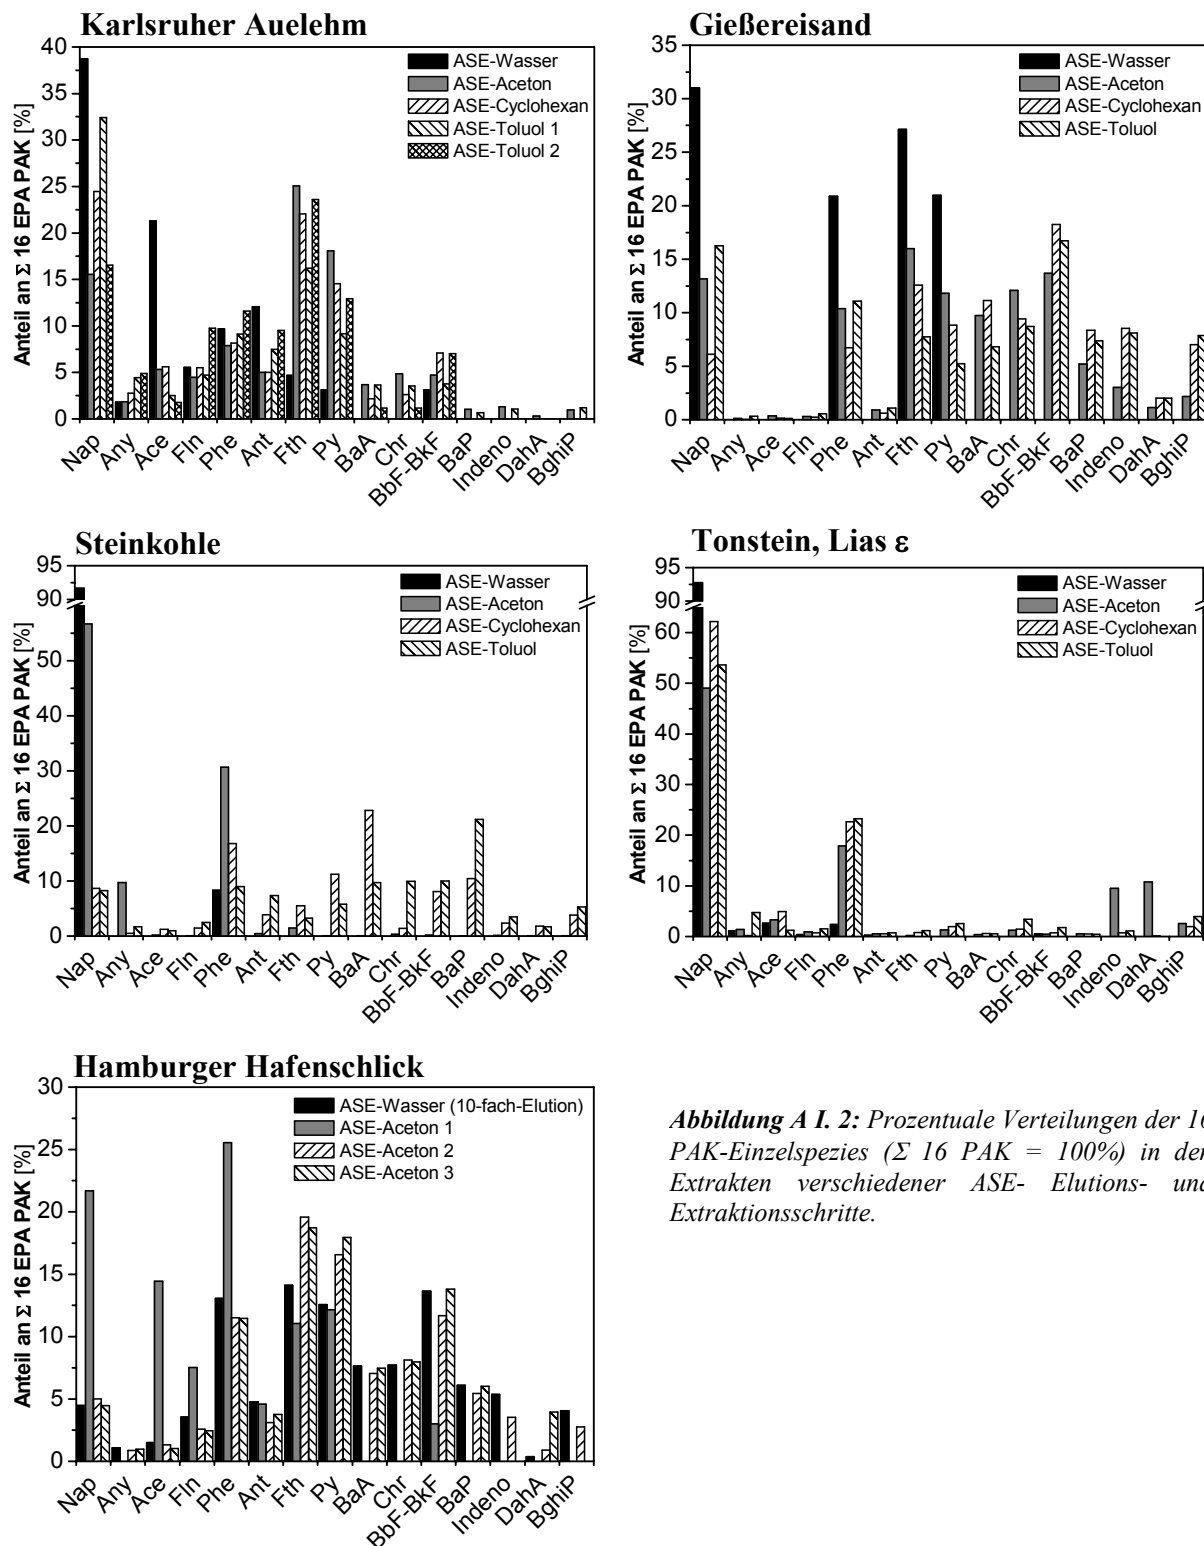 Karlsruher Auelehm
Anteil an Σ 16 EPA PAK [%]
40
35
30
25
20
15
10
5
0
ASE-Wasser
ASE-Aceton
ASE-Cyclohexan
ASE-Toluol 1
ASE-Toluol 2
Nap Any Ace Fln Phe Ant Fth Py BaA Chr BbF-BkF BaP Indeno DahA BghiP
Gießereisand
Anteil an Σ 16 EPA PAK [%]
35
30
25
20
15
10
5
0
ASE-Wasser
ASE-Aceton
ASE-Cyclohexan
ASE-Toluol
Nap Any Ace Fln Phe Ant Fth Py BaA Chr BbF-BkF BaP Indeno DahA BghiP
Steinkohle
Anteil an Σ 16 EPA PAK [%]
95
90
50
40
30
20
10
0
ASE-Wasser
ASE-Aceton
ASE-Cyclohexan
ASE-Toluol
Nap Any Ace Fln Phe Ant Fth Py BaA Chr BbF-BkF BaP Indeno DahA BghiP
Tonstein, Lias ε
Anteil an Σ 16 EPA PAK [%]
95
90
60
50
40
30
20
10
0
ASE-Wasser
ASE-Aceton
ASE-Cyclohexan
ASE-Toluol
Nap Any Ace Fln Phe Ant Fth Py BaA Chr BbF-BkF BaP Indeno DahA BghiP
Hamburger Hafenschlick
Anteil an Σ 16 EPA PAK [%]
30
25
20
15
10
5
0
ASE-Wasser (10-fach-Elution)
ASE-Aceton 1
ASE-Aceton 2
ASE-Aceton 3
Nap Any Ace Fln Phe Ant Fth Py BaA Chr BbF-BkF BaP Indeno DahA BghiP
Abbildung A I. 2: Prozentuale Verteilungen der 16
PAK-Einzelspezies (Σ 16 PAK = 100%) in den
Extrakten verschiedener ASE- Elutions- und
Extraktionsschritte.